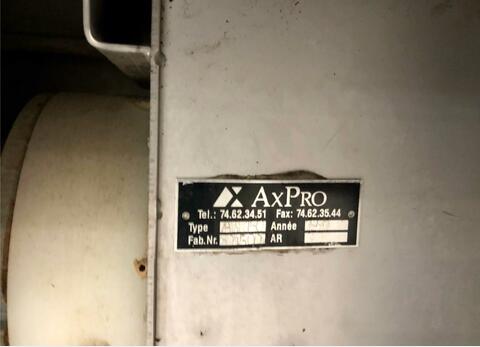 AxPro
Tel.: 74.62.34.51 Fax: 74.62.35.44
Type Année
Fab.Nr. AR